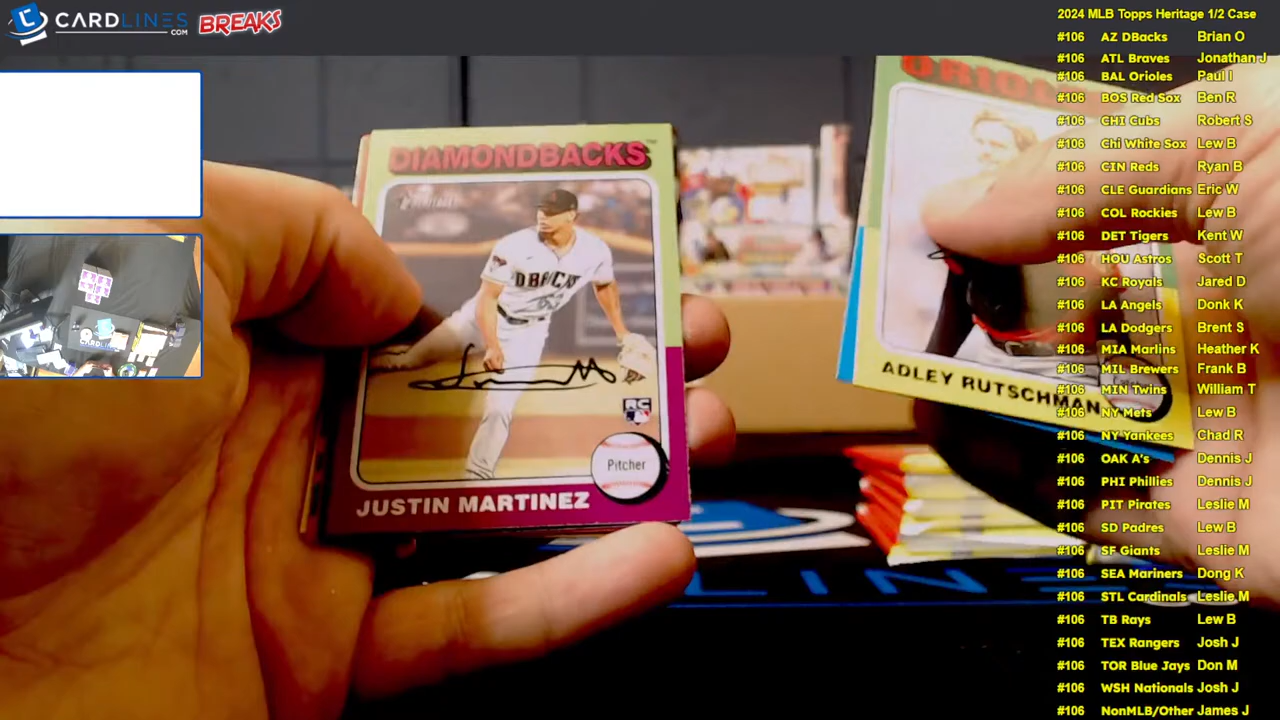 CARDLINES
.COM
BREAKS
2024 MLB Topps Heritage 1/2 Case
#106 AZ DBacks Brian O
#106 ATL Braves Jonathan J
#106 BAL Orioles Paul I
#106 BOS Red Sox Ben R
#106 CHI Cubs Robert S
#106 Chi White Sox Lew B
#106 CIN Reds Ryan B
#106 CLE Guardians Eric W
#106 COL Rockies Lew B
#106 DET Tigers Kent W
#106 HOU Astros Scott T
#106 KC Royals Jared D
#106 LA Angels Donk K
#106 LA Dodgers Brent S
#106 MIA Marlins Heather K
#106 MIL Brewers Frank B
#106 MIN Twins William T
#106 NY Mets Lew B
#106 NY Yankees Chad R
#106 OAK A's Dennis J
#106 PHI Phillies Dennis J
#106 PIT Pirates Leslie M
#106 SD Padres Lew B
#106 SF Giants Leslie M
#106 SEA Mariners Dong K
#106 STL Cardinals Leslie M
#106 TB Rays Lew B
#106 TEX Rangers Josh J
#106 TOR Blue Jays Don M
#106 WSH Nationals Josh J
#106 NonMLB/Other James J
DIAMONDBACKS™
Heritage
RC
Pitcher
JUSTIN MARTINEZ
ADLEY RUTSCHMAN